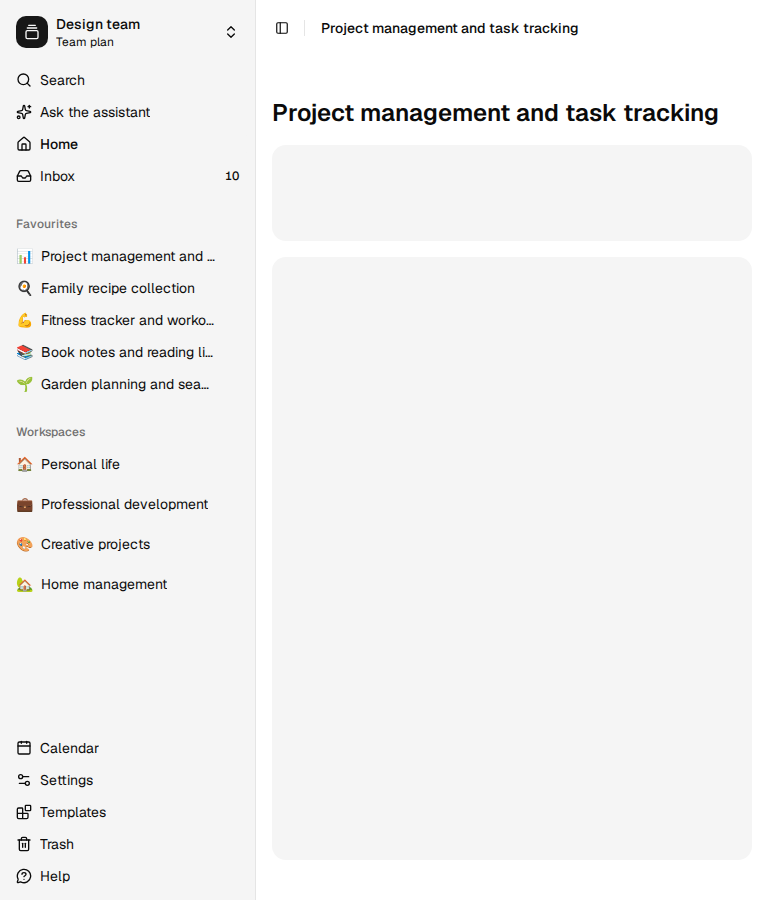 Design team
Team plan
Search
Ask the assistant
Home
Inbox 10
Favourites
Project management and ...
Family recipe collection
Fitness tracker and worko...
Book notes and reading li...
Garden planning and sea...
Workspaces
Personal life
Professional development
Creative projects
Home management
Calendar
Settings
Templates
Trash
Help
Project management and task tracking
Project management and task tracking